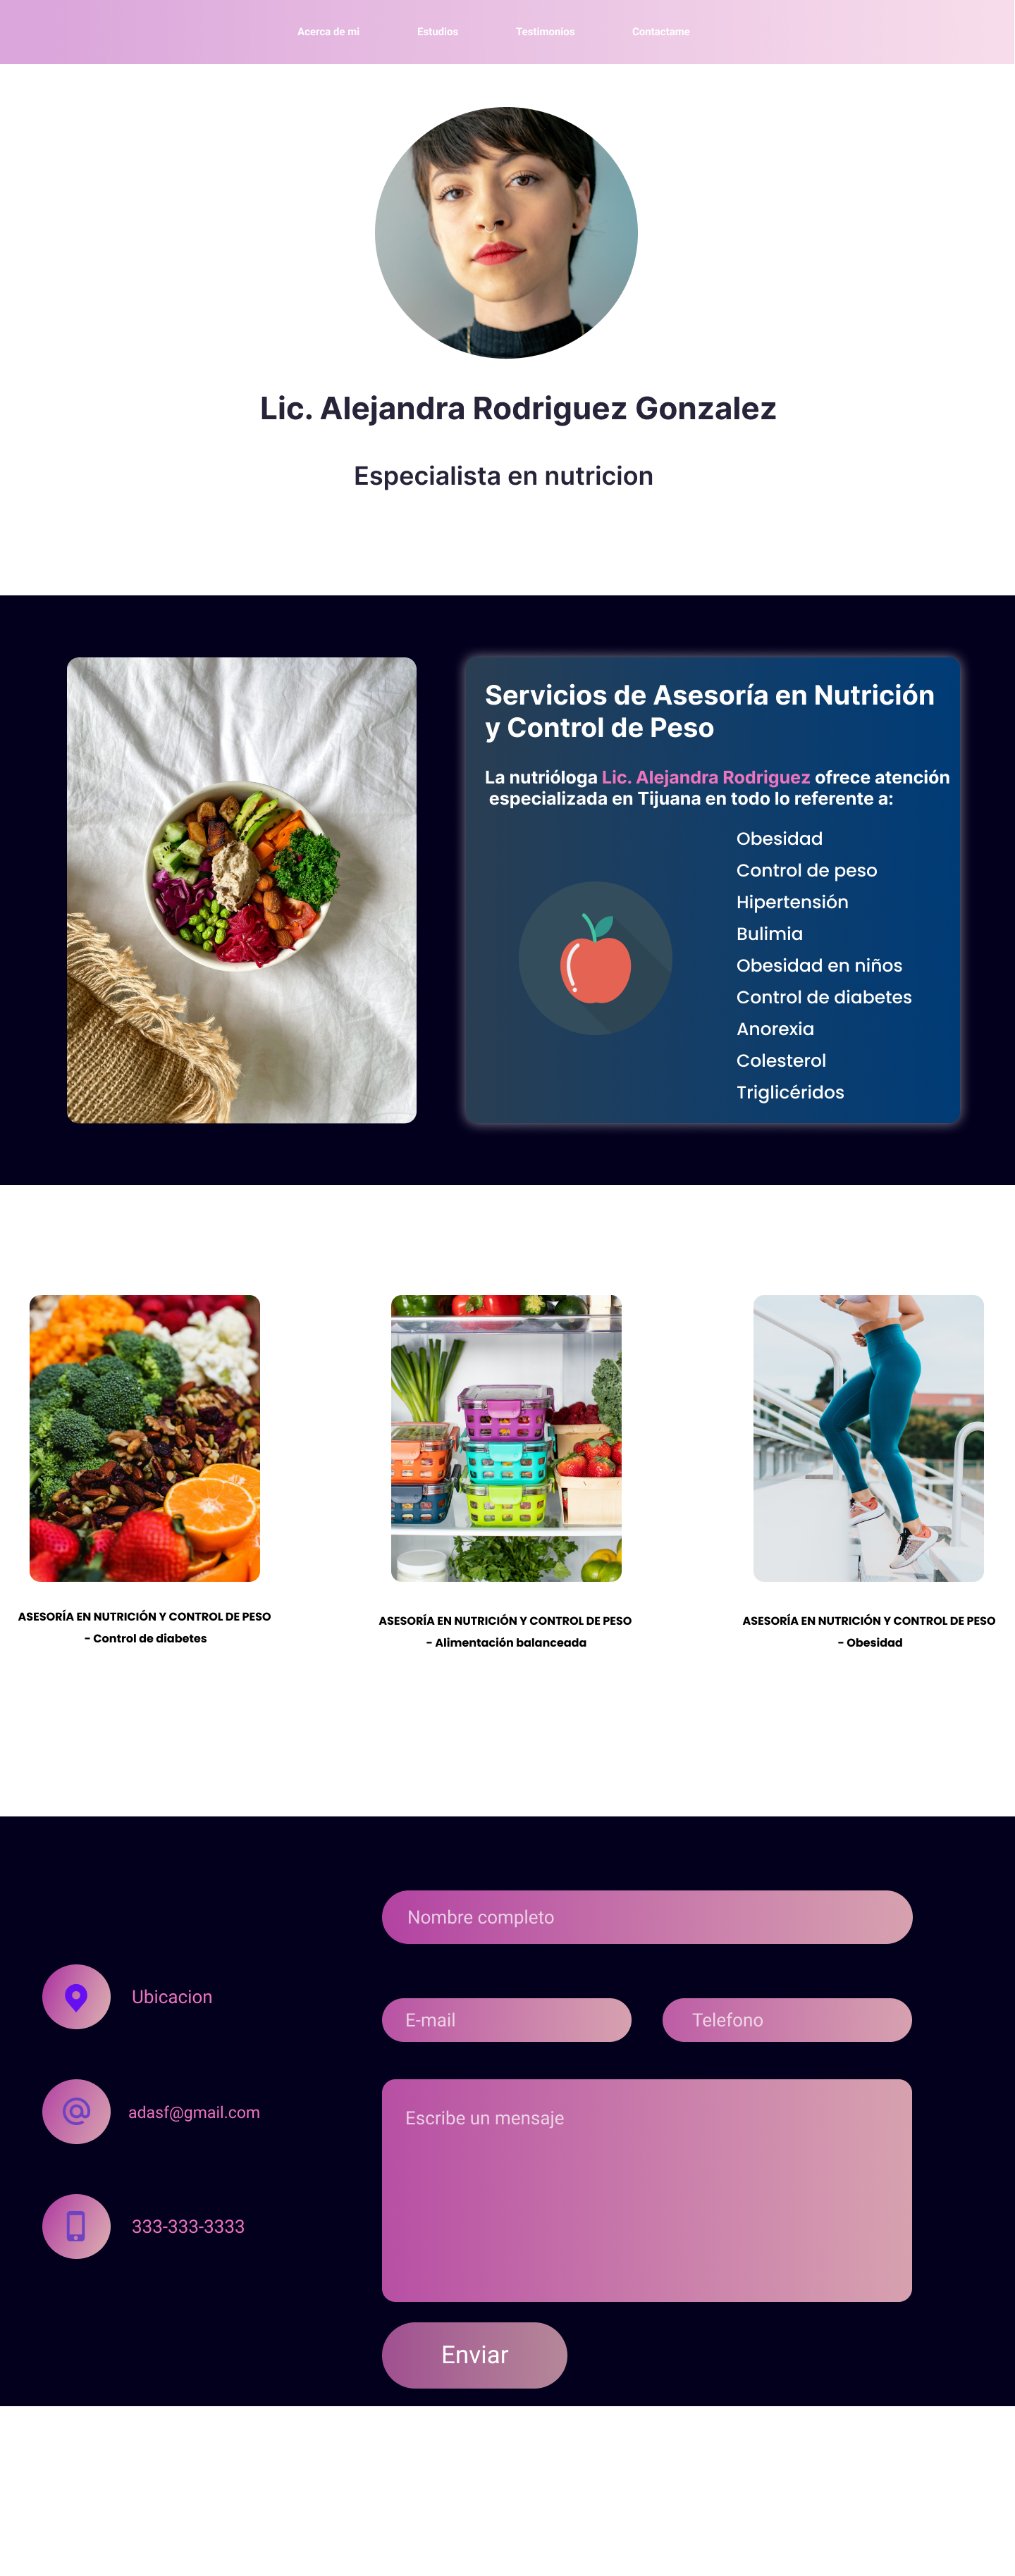 Acerca de mi
Estudios
Testimonios
Contactame
Lic. Alejandra Rodriguez Gonzalez
Especialista en nutricion
Servicios de Asesoría en Nutrición
y Control de Peso
La nutrióloga Lic. Alejandra Rodriguez ofrece atención
especializada en Tijuana en todo lo referente a:
Obesidad
Control de peso
Hipertensión
Bulimia
Obesidad en niños
Control de diabetes
Anorexia
Colesterol
Triglicéridos
ASESORÍA EN NUTRICIÓN Y CONTROL DE PESO
- Control de diabetes
ASESORÍA EN NUTRICIÓN Y CONTROL DE PESO
- Alimentación balanceada
ASESORÍA EN NUTRICIÓN Y CONTROL DE PESO
- Obesidad
Ubicacion
adasf@gmail.com
333-333-3333
Nombre completo
E-mail
Telefono
Escribe un mensaje
Enviar